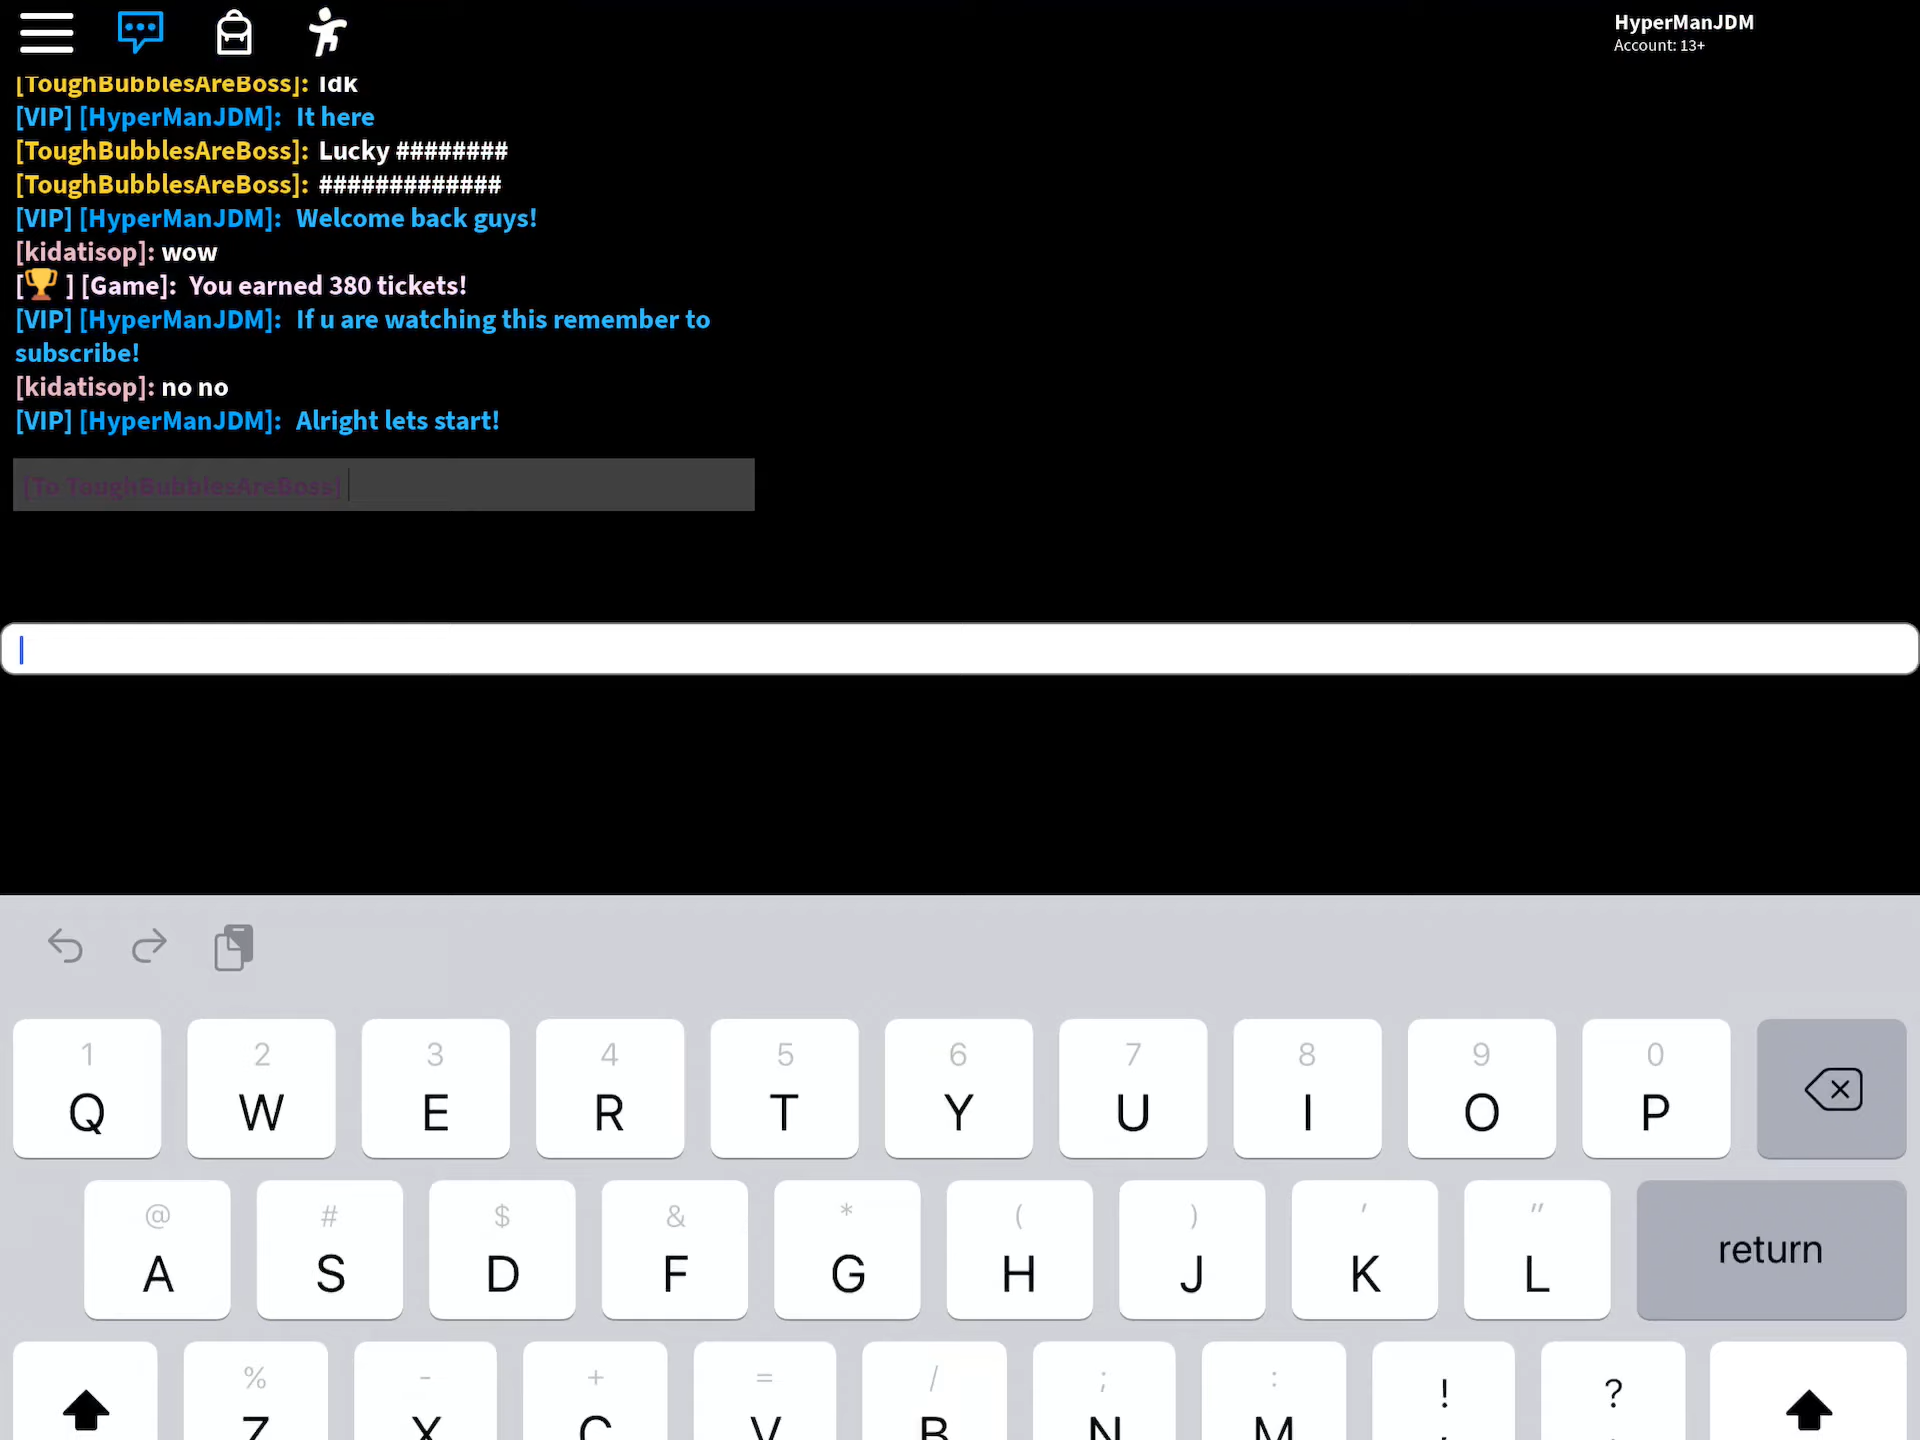 HyperManJDM
Account: 13+
[ToughBubblesAreBoss]: Idk
[VIP] [HyperManJDM]: It here
[ToughBubblesAreBoss]: Lucky ########
[ToughBubblesAreBoss]: #############
[VIP] [HyperManJDM]: Welcome back guys!
[kidatisop]: wow
[🏆 ] [Game]: You earned 380 tickets!
[VIP] [HyperManJDM]: If u are watching this remember to
subscribe!
[kidatisop]: no no
[VIP] [HyperManJDM]: Alright lets start!
[To ToughBubblesAreBoss]
1 2 3 4 5 6 7 8 9 0
Q W E R T Y U I O P
@ # $ & * ( ) ' "
A S D F G H J K L return
% - + = / ; : ! ?
Z X C V B N M